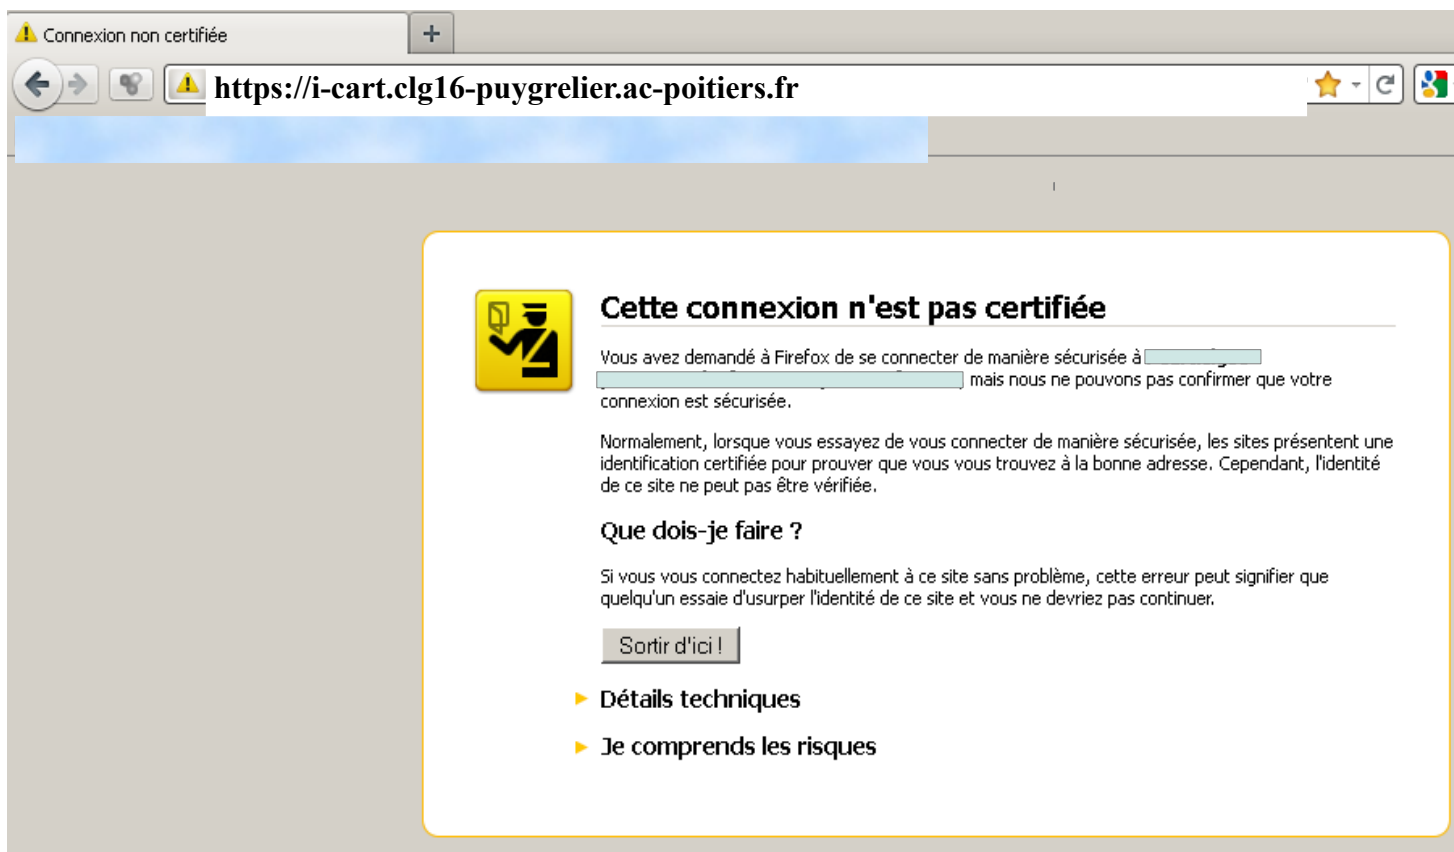 Connexion non certifiée
https://i-cart.clg16-puygrelier.ac-poitiers.fr
Cette connexion n'est pas certifiée
Vous avez demandé à Firefox de se connecter de manière sécurisée à
mais nous ne pouvons pas confirmer que votre
connexion est sécurisée.
Normalement, lorsque vous essayez de vous connecter de manière sécurisée, les sites présentent une
identification certifiée pour prouver que vous vous trouvez à la bonne adresse. Cependant, l'identité
de ce site ne peut pas être vérifiée.
Que dois-je faire ?
Si vous vous connectez habituellement à ce site sans problème, cette erreur peut signifier que
quelqu'un essaie d'usurper l'identité de ce site et vous ne devriez pas continuer.
Sortir d'ici !
Détails techniques
Je comprends les risques